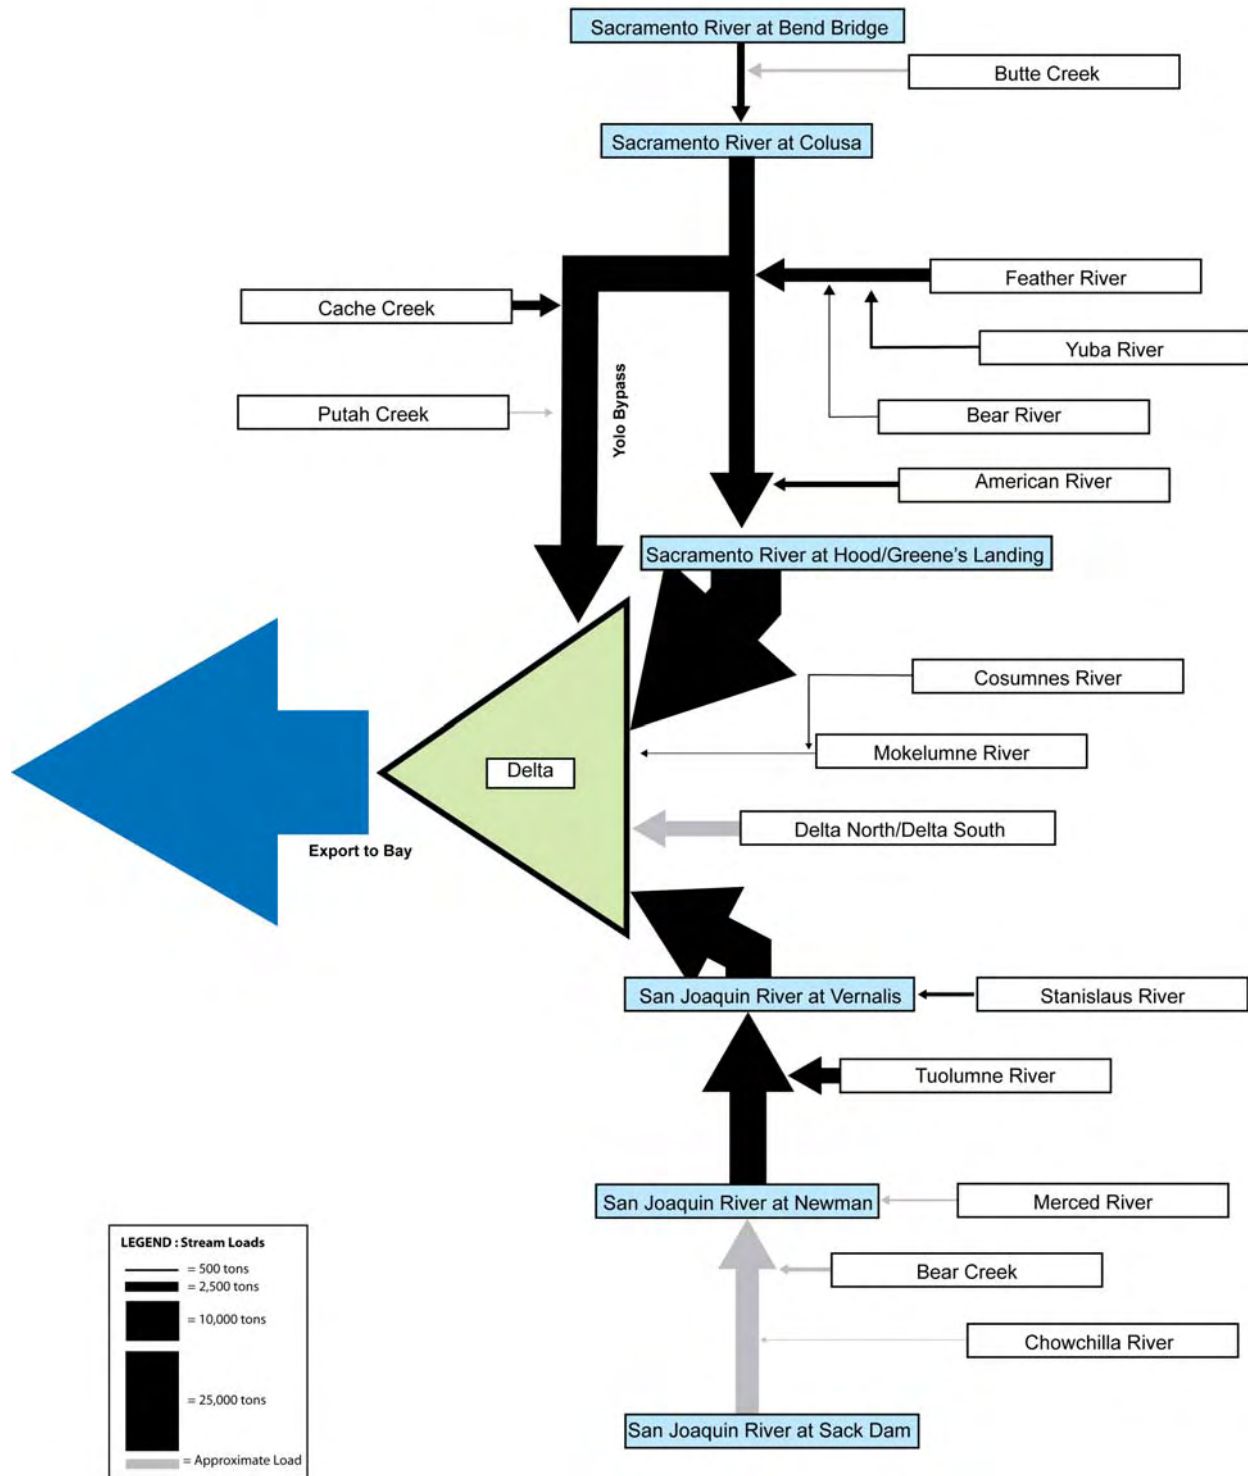 Sacramento River at Bend Bridge
Butte Creek
Sacramento River at Colusa
Feather River
Cache Creek
Yuba River
Yolo Bypass
Putah Creek
Bear River
American River
Sacramento River at Hood/Greene's Landing
Cosumnes River
Mokelumne River
Delta
Delta North/Delta South
Export to Bay
San Joaquin River at Vernalis
Stanislaus River
Tuolumne River
San Joaquin River at Newman
Merced River
Bear Creek
Chowchilla River
San Joaquin River at Sack Dam
LEGEND : Stream Loads
= 500 tons
= 2,500 tons
= 10,000 tons
= 25,000 tons
= Approximate Load